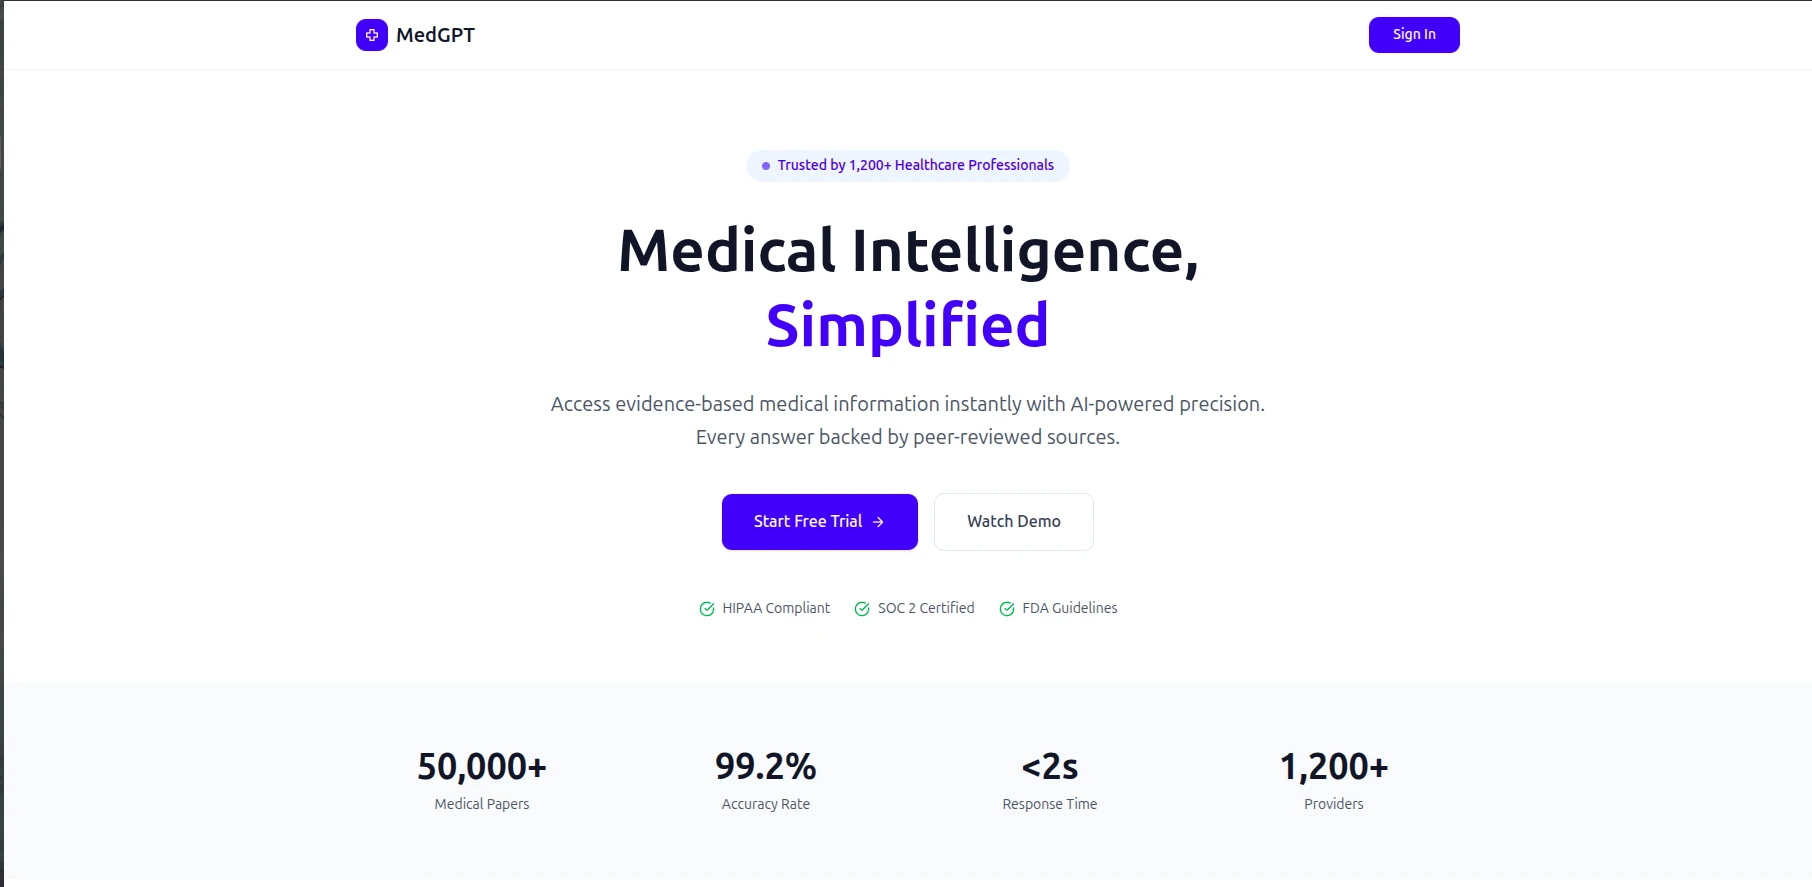 MedGPT
Sign In
Trusted by 1,200+ Healthcare Professionals
Medical Intelligence,
Simplified
Access evidence-based medical information instantly with AI-powered precision.
Every answer backed by peer-reviewed sources.
Start Free Trial →
Watch Demo
HIPAA Compliant
SOC 2 Certified
FDA Guidelines
50,000+
Medical Papers
99.2%
Accuracy Rate
<2s
Response Time
1,200+
Providers